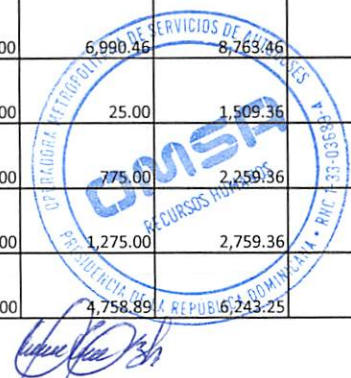 00 6,990.46 8,763.46
00 25.00 1,509.36
00 775.00 2,259.36
00 1,275.00 2,759.36
00 4,758.89 6,243.25
OPERADORA METROPOLITANA DE SERVICIOS DE AUTOBUSES
OMSA
RECURSOS HUMANOS
PRESIDENCIA DE LA REPUBLICA DOMINICANA • RNC 1-33-03689-4